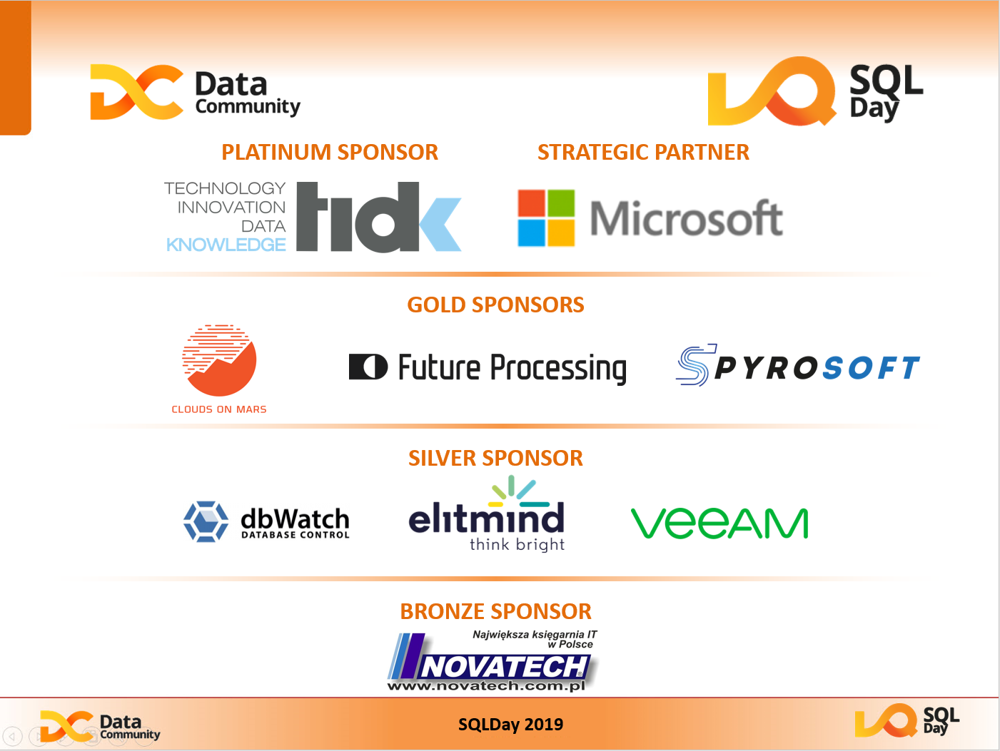 Data
Community
SQL
Day
PLATINUM SPONSOR
STRATEGIC PARTNER
TECHNOLOGY
INNOVATION
DATA
KNOWLEDGE
tidk
Microsoft
GOLD SPONSORS
CLOUDS ON MARS
Future Processing
SPYROSOFT
SILVER SPONSOR
dbWatch
DATABASE CONTROL
elitmind
think bright
veeAM
BRONZE SPONSOR
Największa księgarnia IT
w Polsce
NOVATECH®
www.novatech.com.pl
Data
Community
SQLDay 2019
SQL
Day